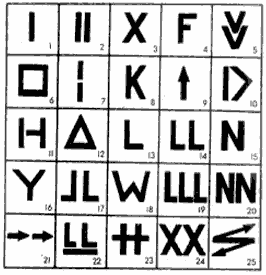 I II X F
1 2 3 4 5
K
6 7 8 9 10
H L LL N
11 12 13 14 15
Y JL W LLL NN
16 17 18 19 20
LL XX
21 22 23 24 25